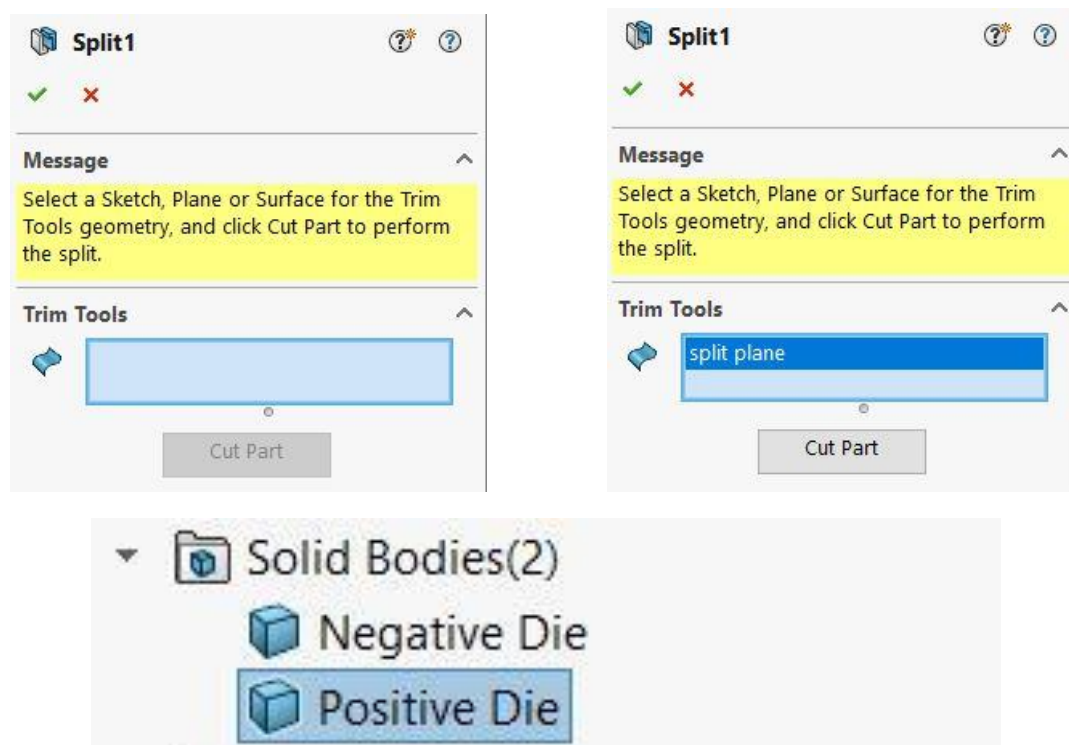 Split1
Message
Select a Sketch, Plane or Surface for the Trim
Tools geometry, and click Cut Part to perform
the split.
Trim Tools
Cut Part
Split1
Message
Select a Sketch, Plane or Surface for the Trim
Tools geometry, and click Cut Part to perform
the split.
Trim Tools
split plane
Cut Part
Solid Bodies(2)
Negative Die
Positive Die